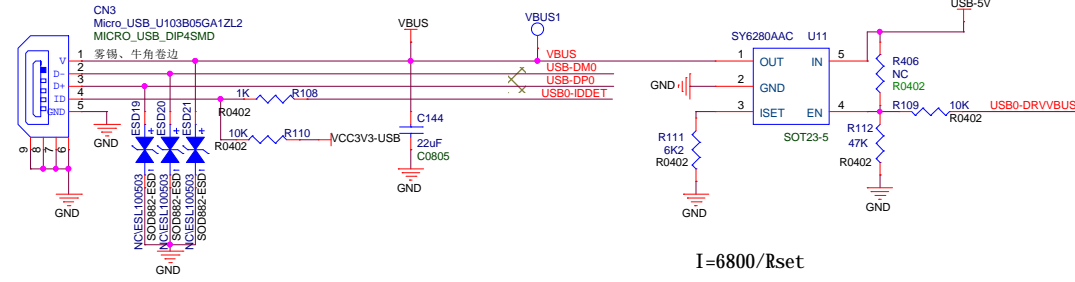 CN3
Micro_USB_U103B05GA1ZL2
MICRO_USB_DIP4SMD
雾锡、牛角卷边
V
D-
D+
ID
GND
1
2
3
4
5
9
8
7
6
GND
GND
ESD19
ESD20
ESD21
NC\ESL100503
SOD882-ESD
NC\ESL100503
SOD882-ESD
NC\ESL100503
SOD882-ESD
GND
1K
R108
R0402
10K
R110
R0402
VCC3V3-USB
VBUS
C144
22uF
C0805
GND
VBUS1
VBUS
USB-DM0
USB-DP0
USB0-IDDET
SY6280AAC
U11
1
OUT
IN
5
2
GND
3
ISET
EN
4
SOT23-5
GND
R111
6K2
R0402
GND
USB-5V
R406
NC
R0402
R109
10K
R0402
USB0-DRVVBUS
R112
47K
R0402
GND
I=6800/Rset